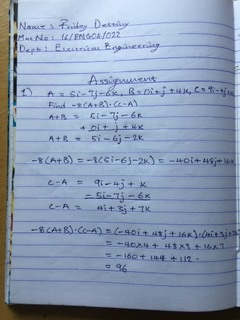 Name: Friday Destiny
Mat No: 16/ENG04/022
Dept: Electrical Engineering
Assignment
1) A = 5i-7j-6k, B = 0i+j+4k, C = 9i-4j+k
Find -8(A+B)·(C-A)
A+B = 5i-7j-6k
+ 0i+j+4k
A+B = 5i-6j-2k
-8(A+B) = -8(5i-6j-2k) = -40i+48j+16k
C-A = 9i-4j+k
- 5i-7j-6k
C-A = 4i+3j+7k
-8(A+B)·(C-A) = (-40i+48j+16k)·(4i+3j+7k)
= -40x4 + 48x3 + 16x7
= -160+144+112.
= 96